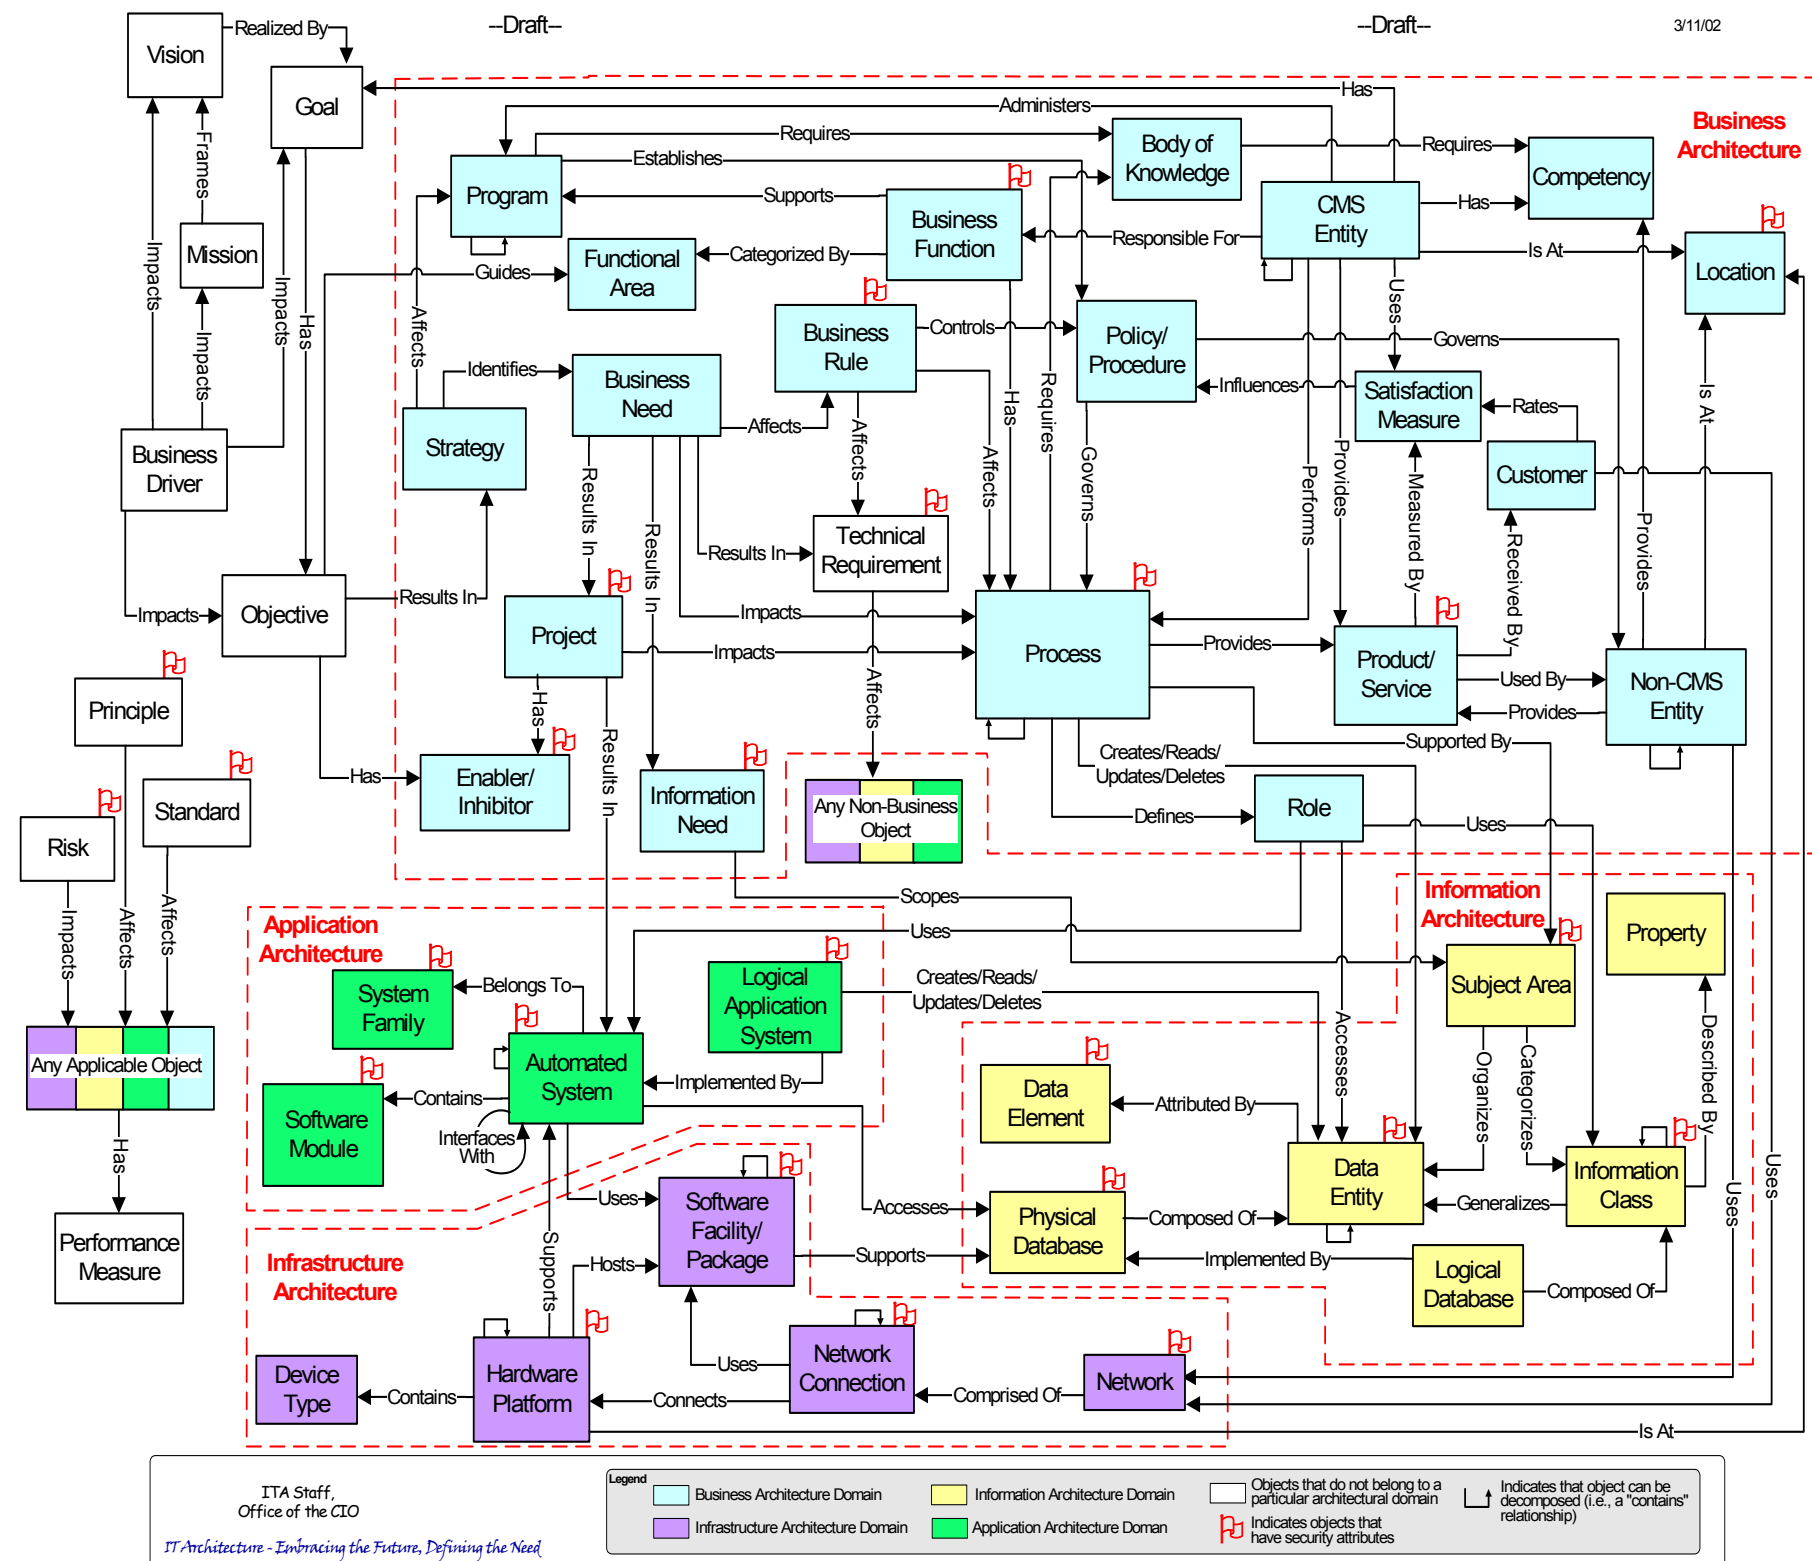 --Draft--
--Draft--
3/11/02
Realized By
Vision
Goal
Has
Administers
Business
Architecture
Requires
Body of
Knowledge
Requires
Competency
Establishes
Program
Supports
Business
Function
CMS
Entity
Has
Frames
Mission
Responsible For
Is At
Location
Categorized By
Functional
Area
Guides
Impacts
Impacts
Impacts
Has
Affects
Uses
Business
Rule
Controls
Policy/
Procedure
Governs
Identifies
Business
Need
Influences
Satisfaction
Measure
Rates
Is At
Has
Requires
Strategy
Affects
Affects
Affects
Governs
Performs
Provides
Measured By
Customer
Business
Driver
Results In
Results In
Results In
Technical
Requirement
Received By
Provides
Impacts
Objective
Results In
Project
Impacts
Impacts
Process
Provides
Product/
Service
Used By
Provides
Non-CMS
Entity
Principle
Has
Results In
Affects
Supported By
Creates/Reads/
Updates/Deletes
Standard
Has
Enabler/
Inhibitor
Information
Need
Any Non-Business
Object
Defines
Role
Uses
Risk
Impacts
Affects
Affects
Scopes
Information
Architecture
Property
Application
Architecture
Uses
System
Family
Belongs To
Logical
Application
System
Creates/Reads/
Updates/Deletes
Subject Area
Accesses
Organizes
Categorizes
Described By
Any Applicable Object
Automated
System
Implemented By
Data
Element
Attributed By
Contains
Software
Module
Interfaces
With
Has
Data
Entity
Information
Class
Generalizes
Uses
Uses
Uses
Software
Facility/
Package
Accesses
Physical
Database
Composed Of
Performance
Measure
Infrastructure
Architecture
Supports
Hosts
Supports
Implemented By
Logical
Database
Composed Of
Device
Type
Contains
Hardware
Platform
Uses
Connects
Network
Connection
Comprised Of
Network
Is At
ITA Staff,
Office of the CIO
IT Architecture - Embracing the Future, Defining the Need
Legend
Business Architecture Domain
Information Architecture Domain
Objects that do not belong to a
particular architectural domain
Indicates that object can be
decomposed (i.e., a "contains"
relationship)
Infrastructure Architecture Domain
Application Architecture Doman
Indicates objects that
have security attributes